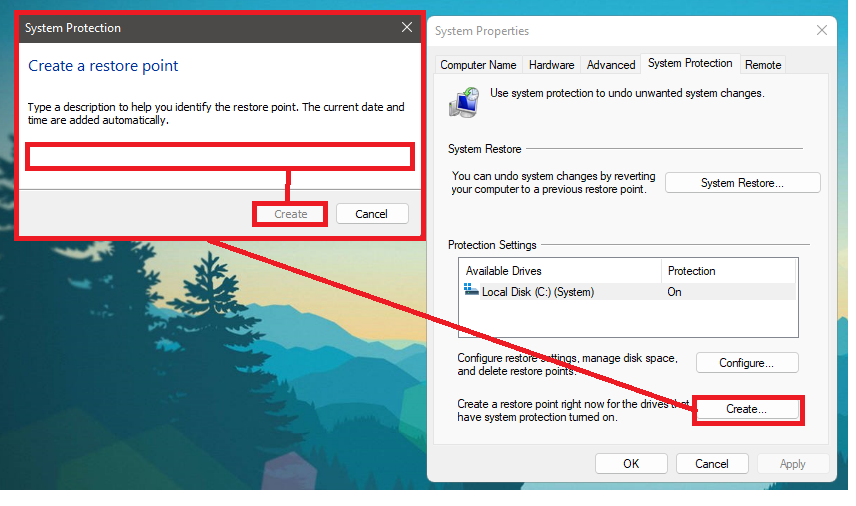 System Protection
Create a restore point
Type a description to help you identify the restore point. The current date and
time are added automatically.
Create
Cancel
System Properties
Computer Name
Hardware
Advanced
System Protection
Remote
Use system protection to undo unwanted system changes.
System Restore
You can undo system changes by reverting
your computer to a previous restore point.
System Restore...
Protection Settings
Available Drives
Protection
Local Disk (C:) (System)
On
Configure restore settings, manage disk space,
and delete restore points.
Configure...
Create a restore point right now for the drives that
have system protection turned on.
Create...
OK
Cancel
Apply